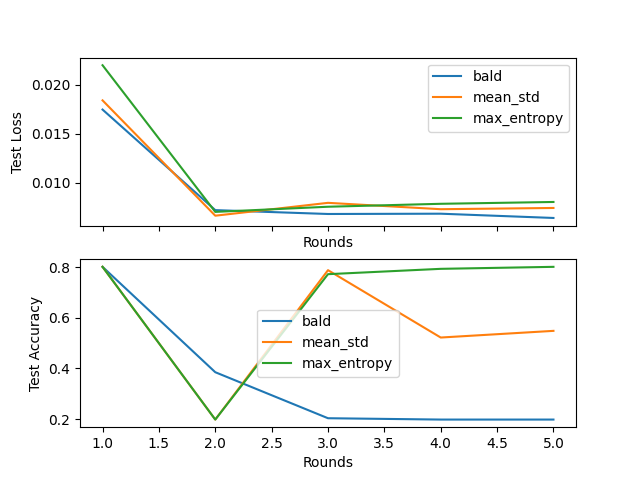 0.020
0.015
0.010
Test Loss
bald
mean_std
max_entropy
Rounds
0.8
0.6
0.4
0.2
Test Accuracy
bald
mean_std
max_entropy
1.0 1.5 2.0 2.5 3.0 3.5 4.0 4.5 5.0
Rounds